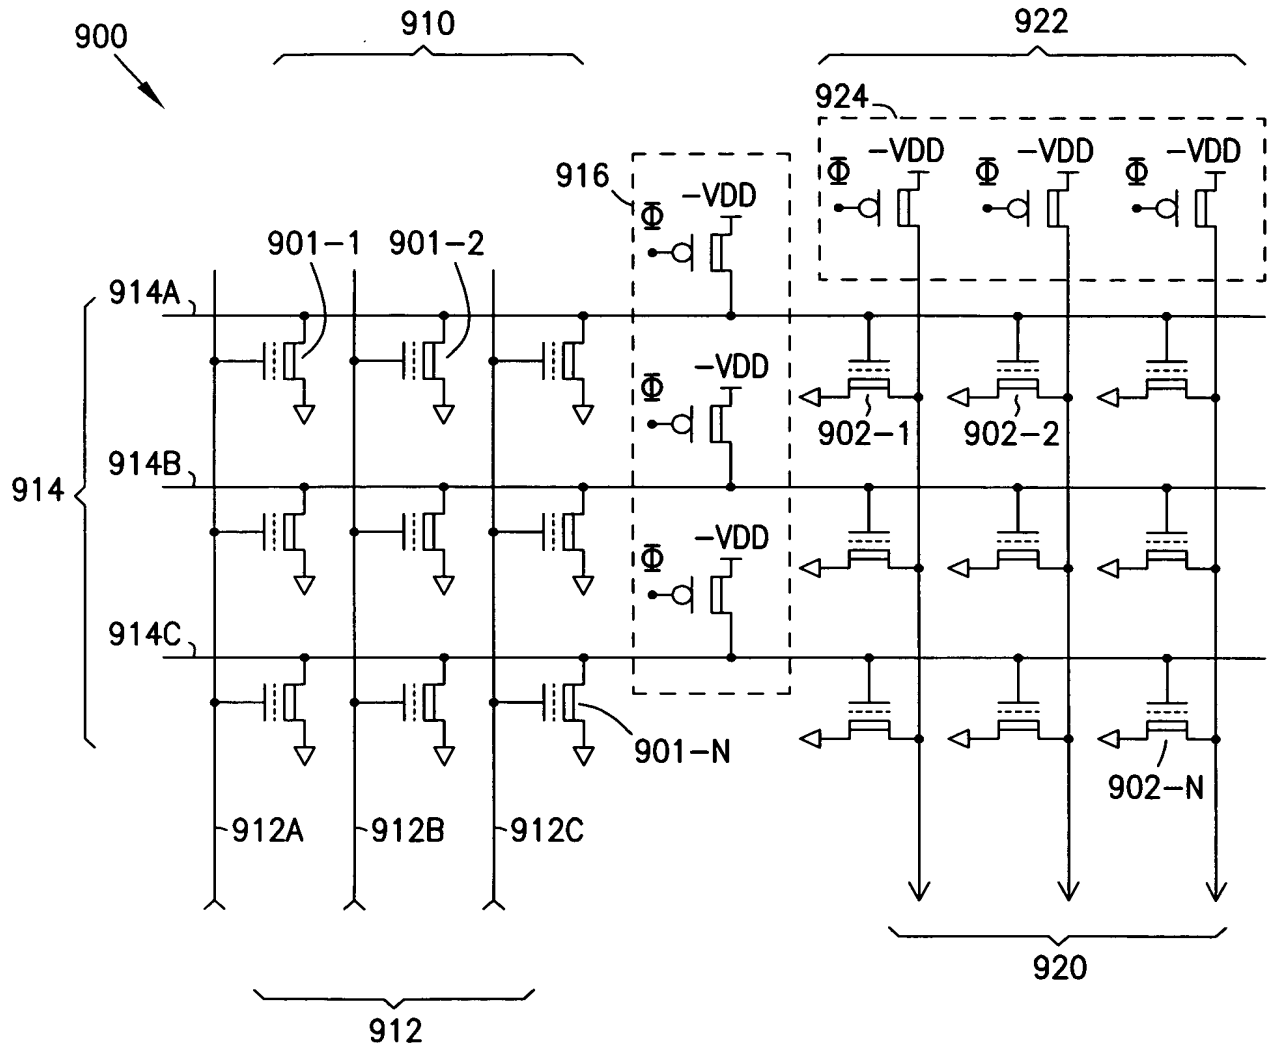 900
910
922
924
Φ -VDD Φ -VDD Φ -VDD
916
Φ -VDD
901-1 901-2
914A
Φ -VDD
902-1 902-2
914
914B
Φ -VDD
914C
901-N
902-N
912A 912B 912C
920
912